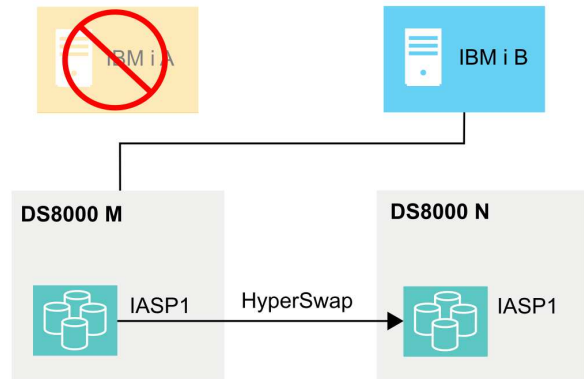 IBM i A
IBM i B
DS8000 M
DS8000 N
IASP1
HyperSwap
IASP1